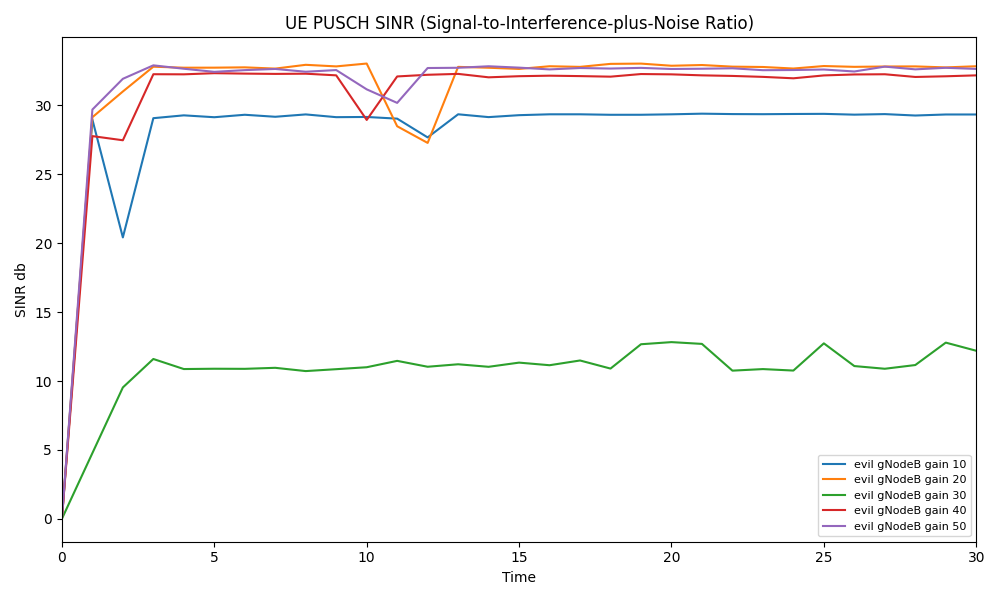 UE PUSCH SINR (Signal-to-Interference-plus-Noise Ratio)
SINR db
30
25
20
15
10
5
0
evil gNodeB gain 10
evil gNodeB gain 20
evil gNodeB gain 30
evil gNodeB gain 40
evil gNodeB gain 50
0 5 10 15 20 25 30
Time